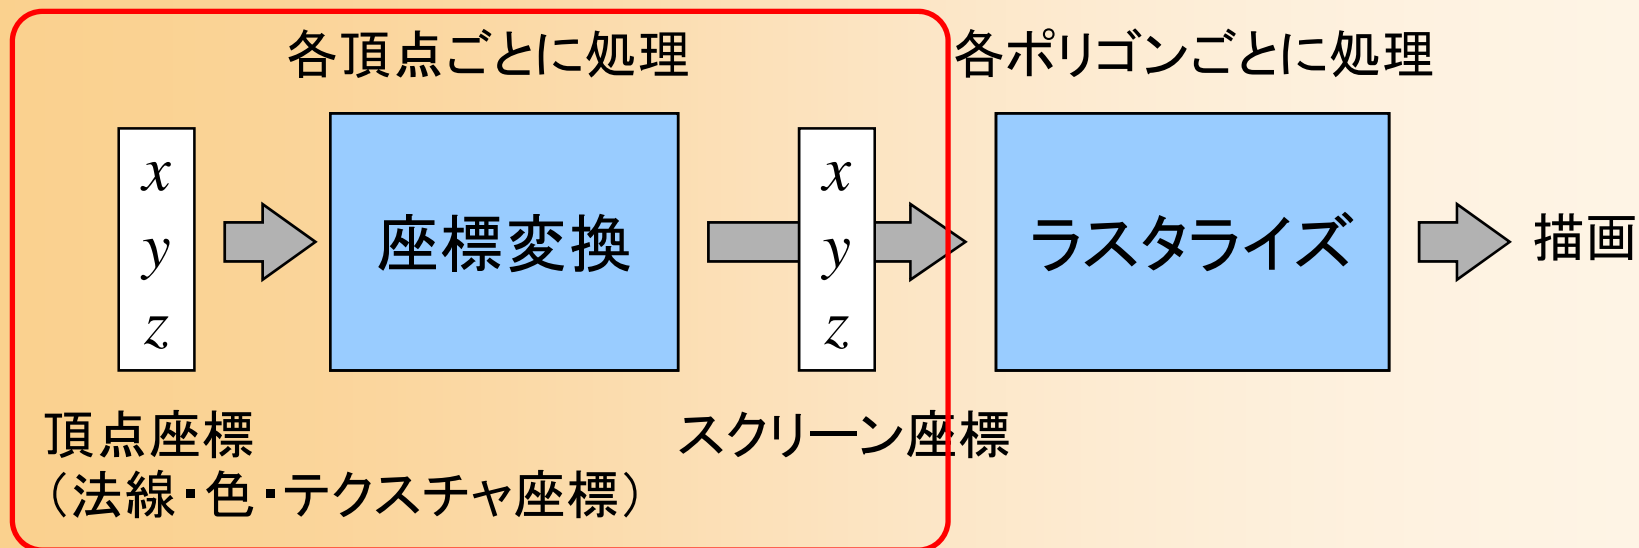 各頂点ごとに処理
各ポリゴンごとに処理
x
y
z
座標変換
x
y
z
ラスタライズ
描画
頂点座標
（法線・色・テクスチャ座標）
スクリーン座標